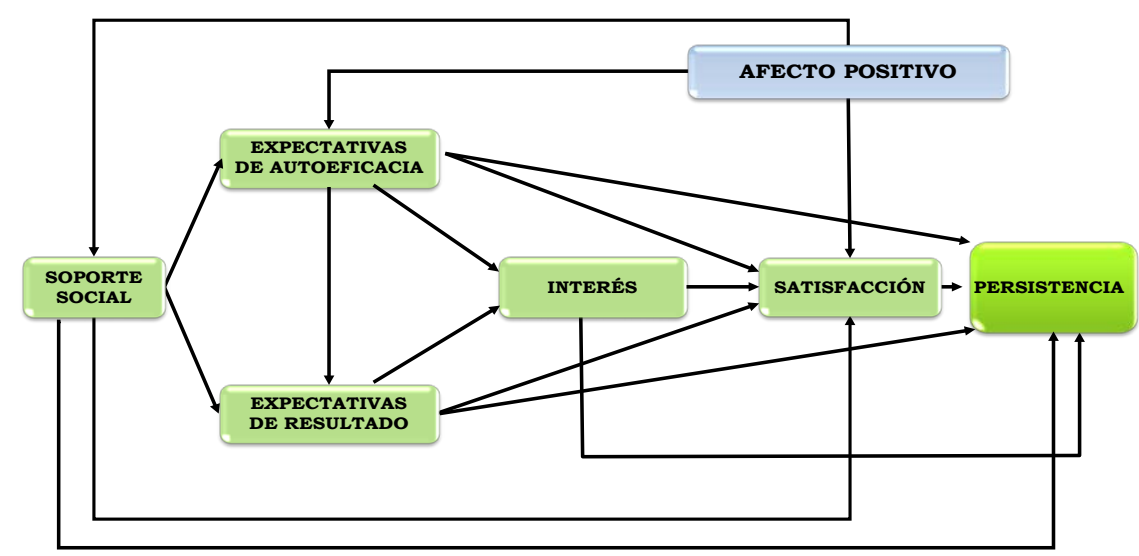 AFECTO POSITIVO
EXPECTATIVAS
DE AUTOEFICACIA
SOPORTE
SOCIAL
INTERÉS
SATISFACCIÓN
PERSISTENCIA
EXPECTATIVAS
DE RESULTADO